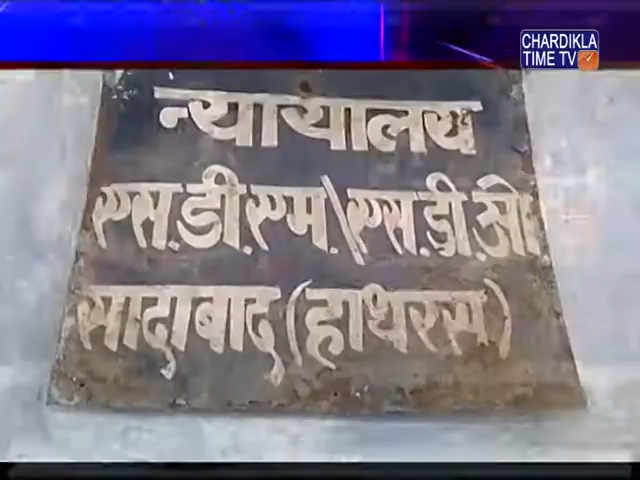 CHARDIKLA
TIME TV
न्यायालय
एस.डी.एम.\एस.डी.ओ
सादाबाद (हाथरस)